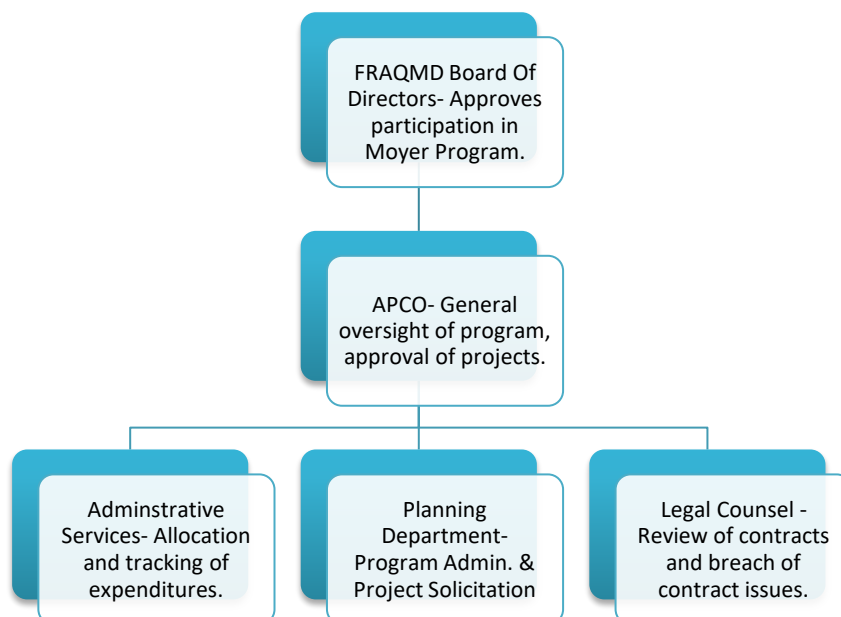 FRAQMD Board Of
Directors- Approves
participation in
Moyer Program.
APCO- General
oversight of program,
approval of projects.
Adminstrative
Services- Allocation
and tracking of
expenditures.
Planning
Department-
Program Admin. &
Project Solicitation
Legal Counsel -
Review of contracts
and breach of
contract issues.